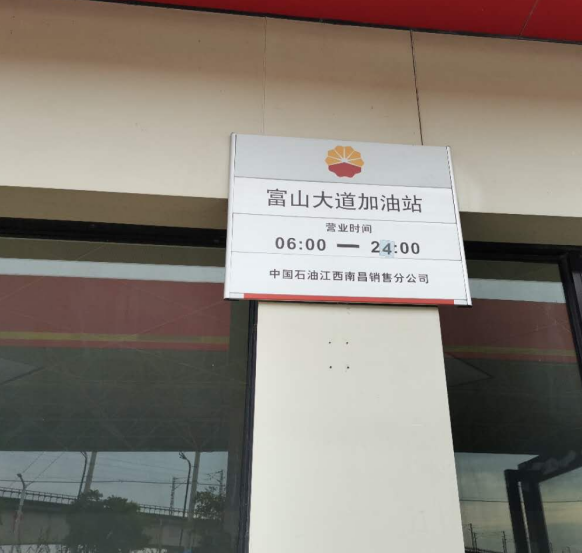 富山大道加油站
营业时间
06:00 — 24:00
中国石油江西南昌销售分公司